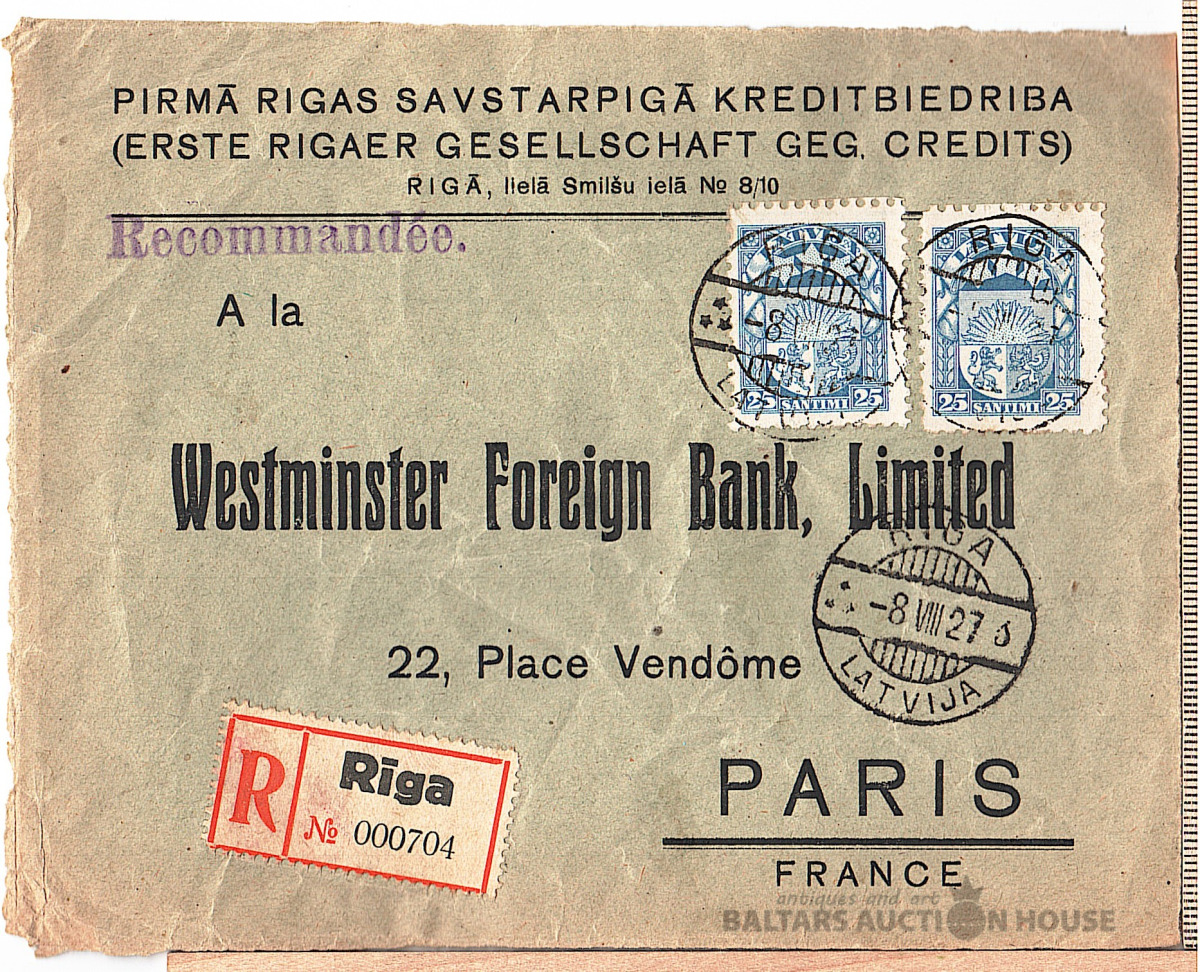 PIRMĀ RIGAS SAVSTARPIGĀ KREDITBIEDRIBA
(ERSTE RIGAER GESELLSCHAFT GEG. CREDITS)
RIGĀ, lielā Smilšu ielā № 8/10
Recommandée.
A la
LATVIJA
RIGA
-8
25 SANTIMI 25
LATVIJA
RIGA
25 SANTIMI 25
Westminster Foreign Bank, Limited
RIGA
-8 VIII 27
LATVIJA
22, Place Vendôme
R
Rīga
№ 000704
PARIS
FRANCE
antiques and art
BALTARS AUCTION HOUSE